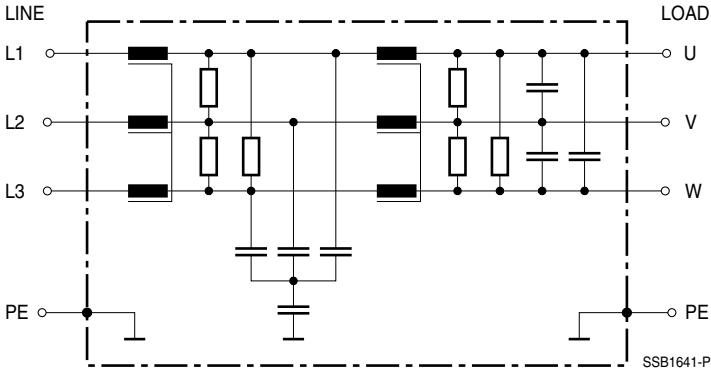 LINE LOAD
L1 U
L2 V
L3 W
PE PE
SSB1641-P